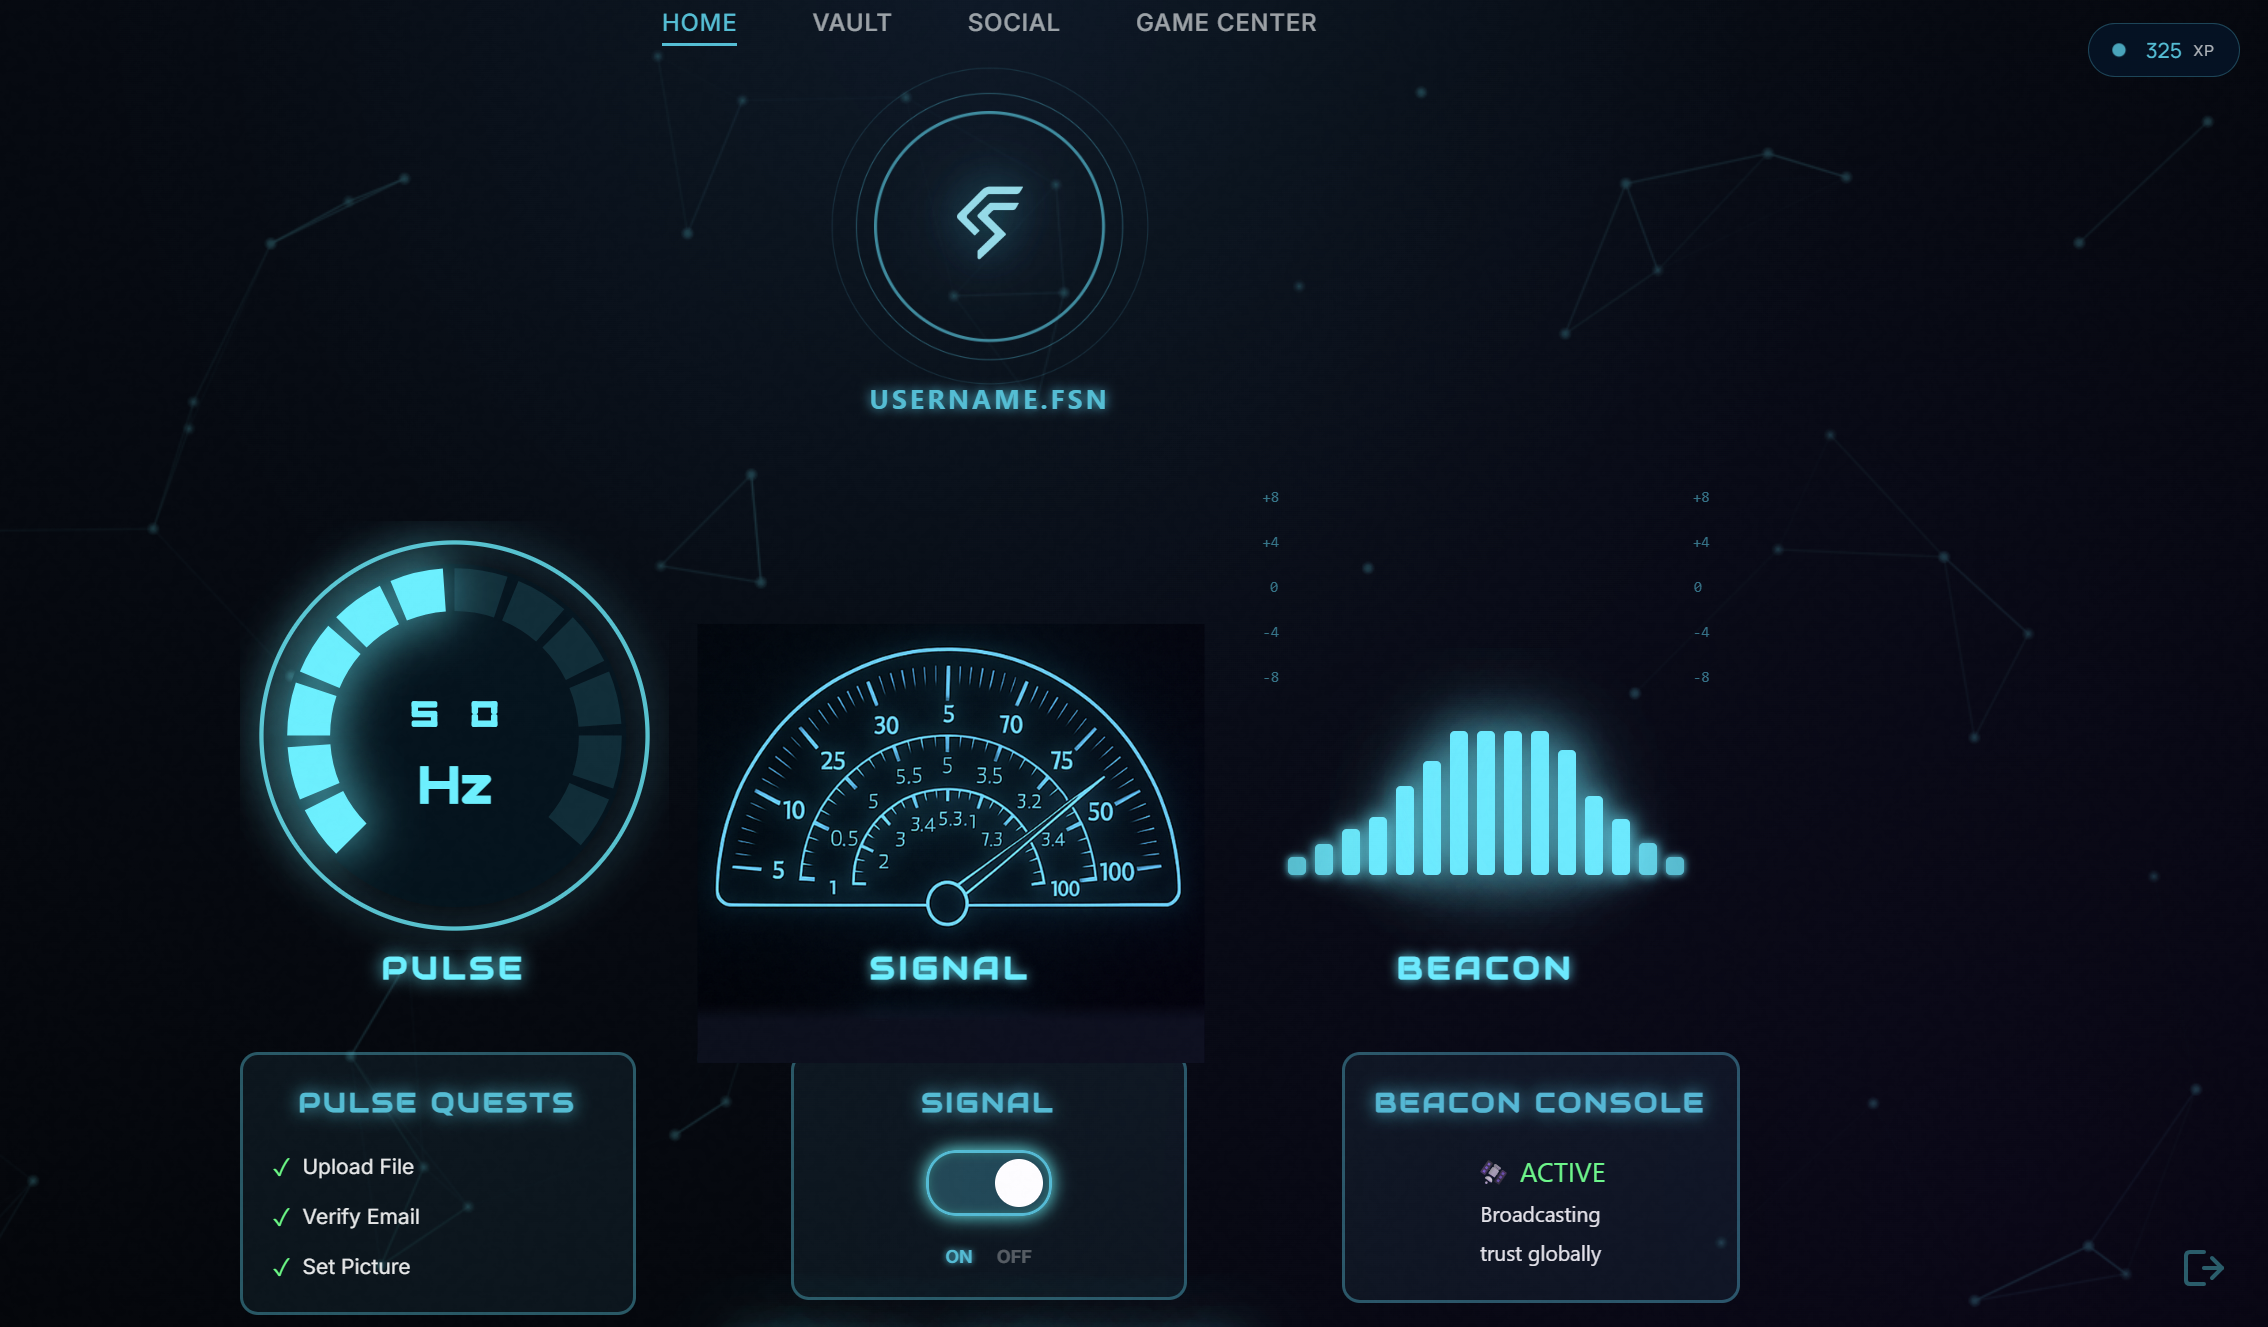 HOME VAULT SOCIAL GAME CENTER
325 XP
USERNAME.FSN
+8 +8
+4 +4
0 0
-4 -4
-8 -8
50
Hz
PULSE
5 10 25 30 5 70 75 50 100
1 0.5 5 5.5 5 3.5 3.2 3.4 100
2 3 3.4 5.3.1 7.3
SIGNAL
BEACON
PULSE QUESTS
✓ Upload File
✓ Verify Email
✓ Set Picture
SIGNAL
ON OFF
BEACON CONSOLE
ACTIVE
Broadcasting
trust globally